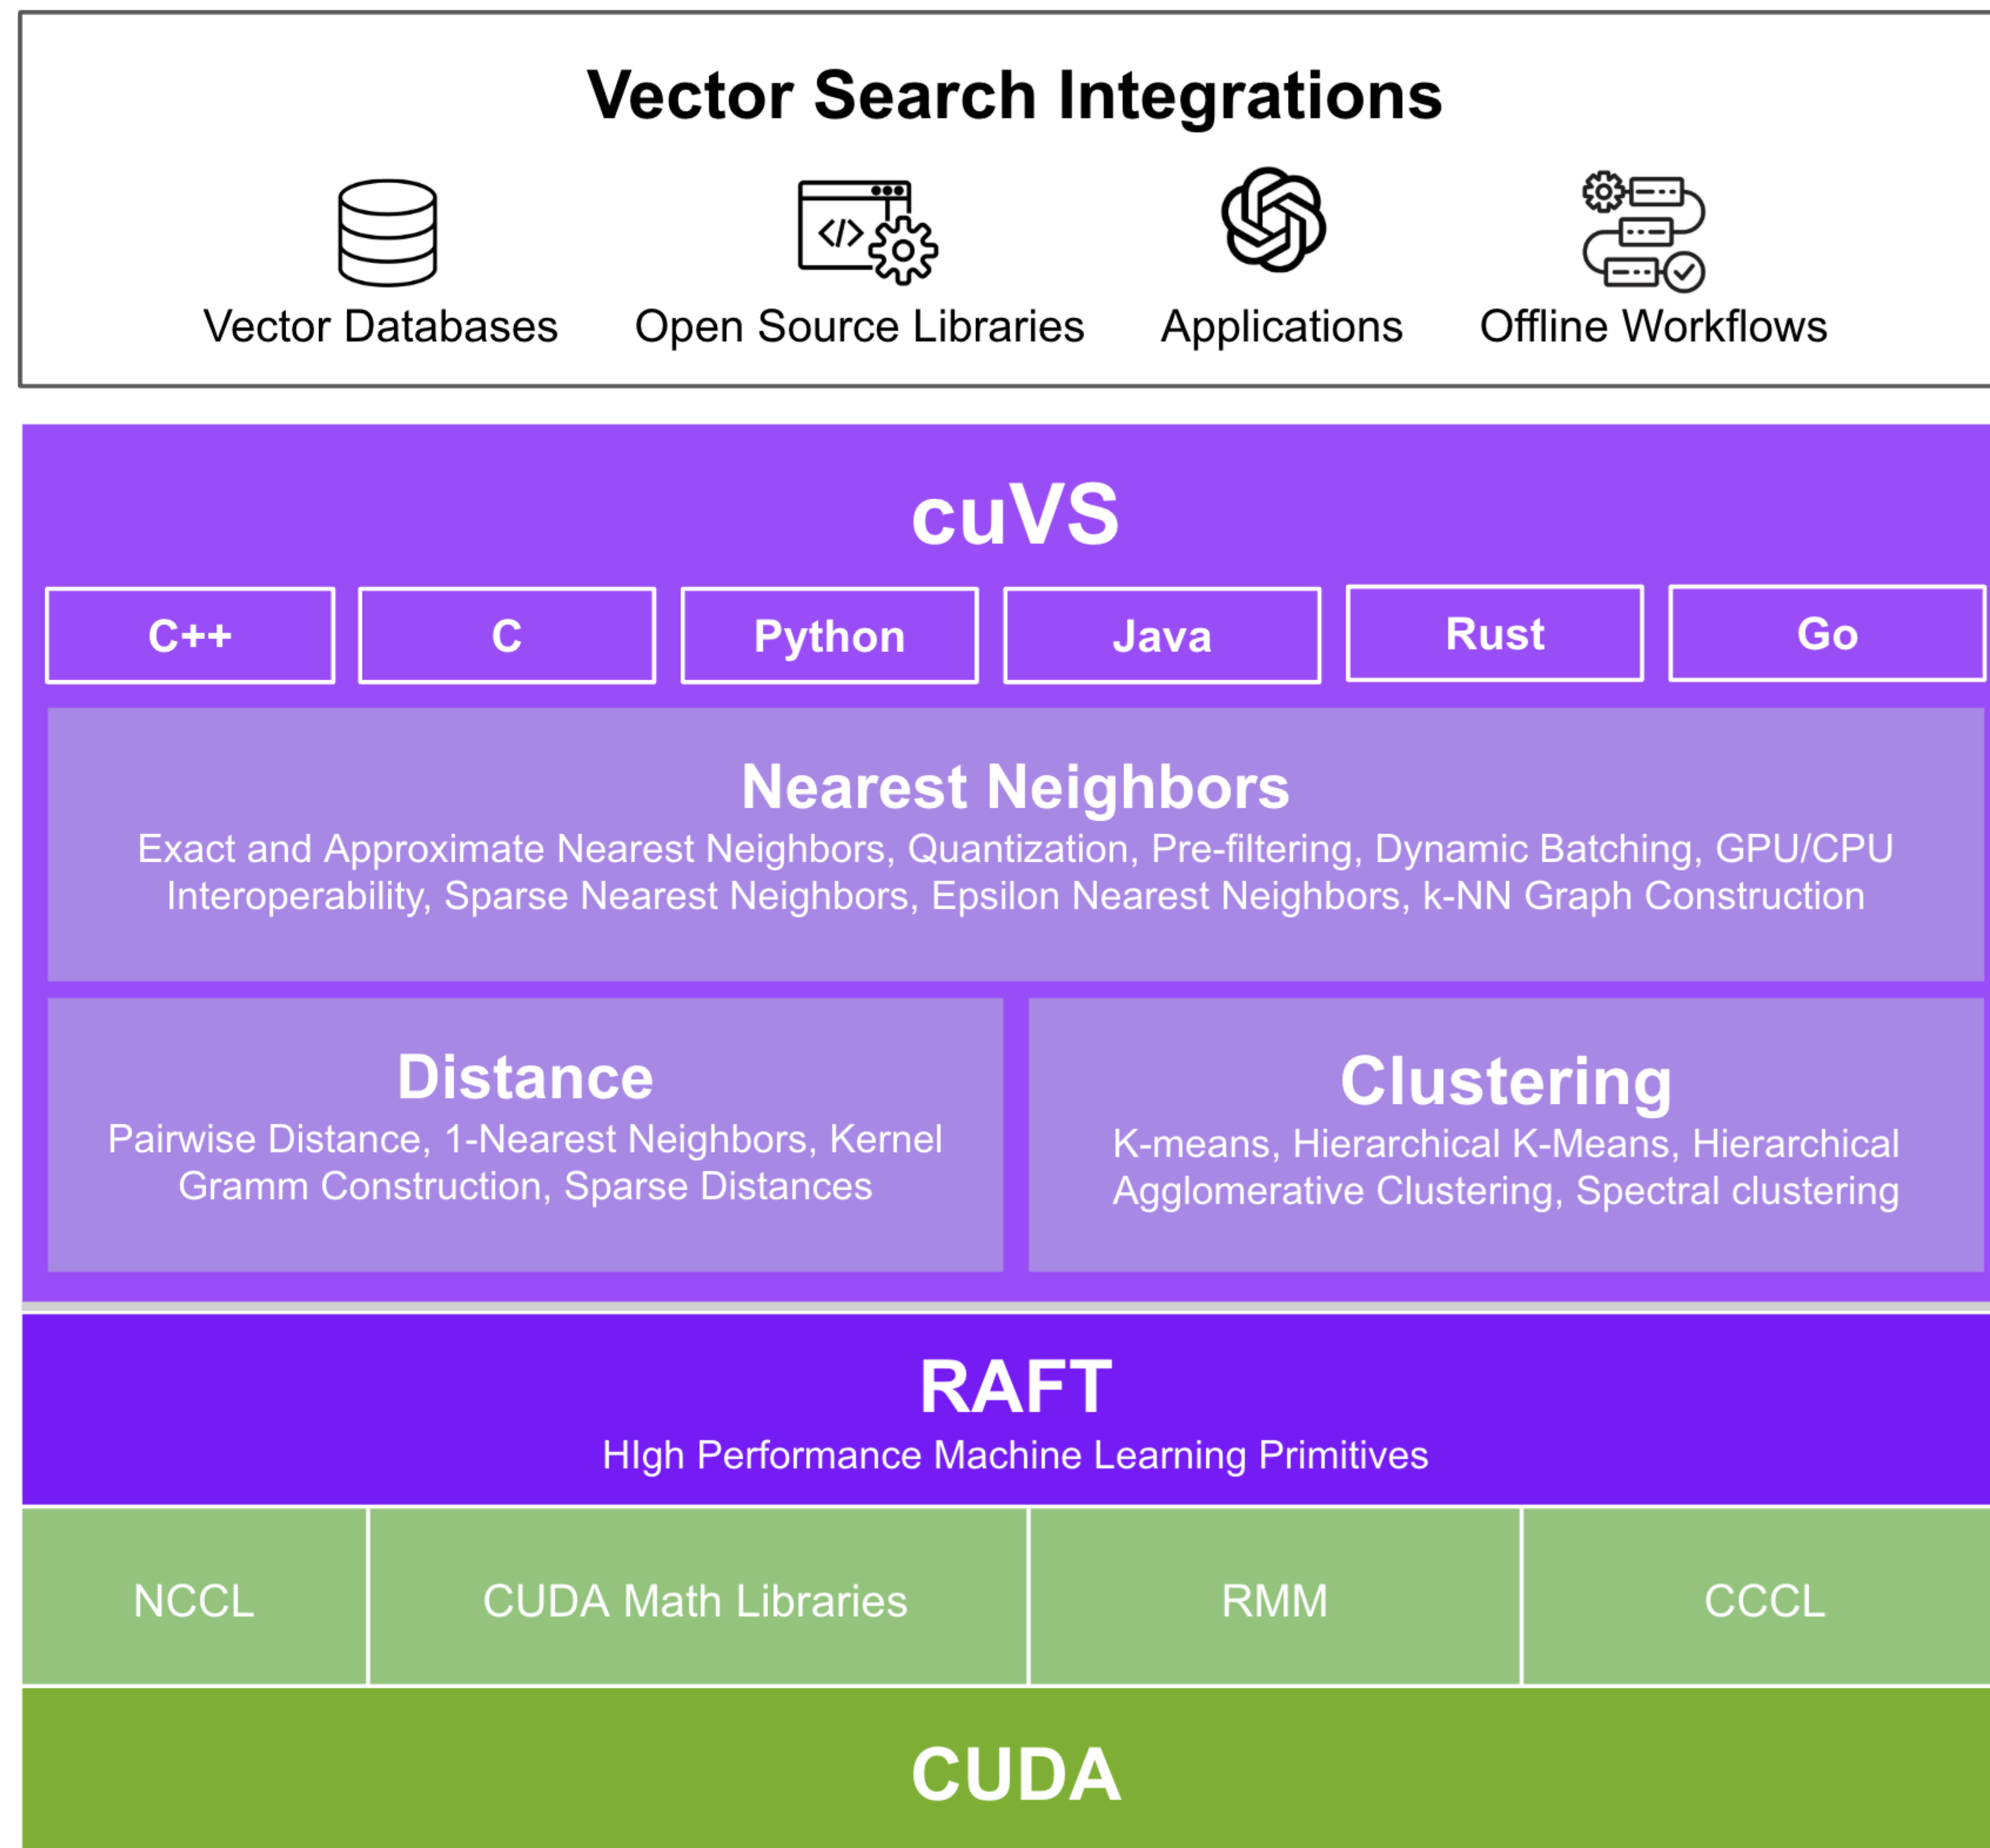 Vector Search Integrations
Vector Databases
Open Source Libraries
Applications
Offline Workflows
cuVS
C++
C
Python
Java
Rust
Go
Nearest Neighbors
Exact and Approximate Nearest Neighbors, Quantization, Pre-filtering, Dynamic Batching, GPU/CPU
Interoperability, Sparse Nearest Neighbors, Epsilon Nearest Neighbors, k-NN Graph Construction
Distance
Pairwise Distance, 1-Nearest Neighbors, Kernel
Gramm Construction, Sparse Distances
Clustering
K-means, Hierarchical K-Means, Hierarchical
Agglomerative Clustering, Spectral clustering
RAFT
HIgh Performance Machine Learning Primitives
NCCL
CUDA Math Libraries
RMM
CCCL
CUDA